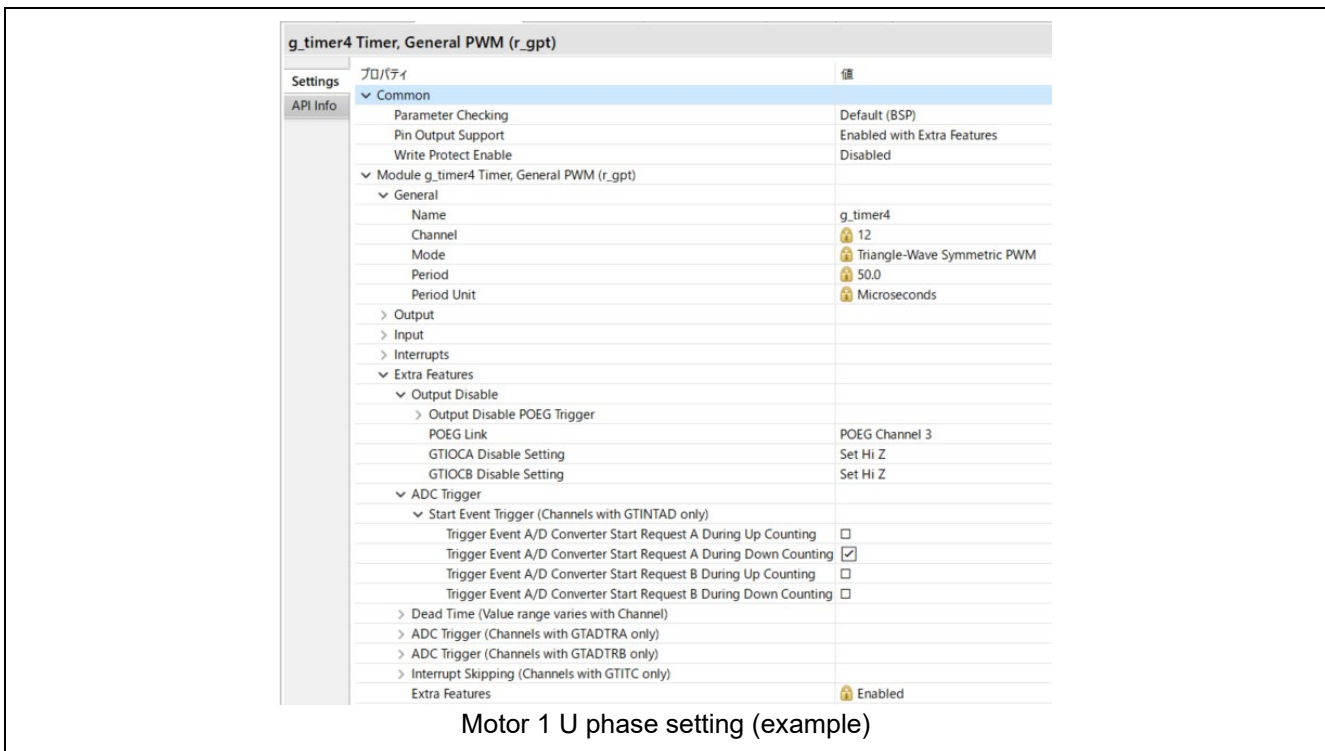 g_timer4 Timer, General PWM (r_gpt)
Settings
API Info
プロパティ 値
Common
Parameter Checking Default (BSP)
Pin Output Support Enabled with Extra Features
Write Protect Enable Disabled
Module g_timer4 Timer, General PWM (r_gpt)
General
Name g_timer4
Channel 12
Mode Triangle-Wave Symmetric PWM
Period 50.0
Period Unit Microseconds
Output
Input
Interrupts
Extra Features
Output Disable
Output Disable POEG Trigger
POEG Link POEG Channel 3
GTIOCA Disable Setting Set Hi Z
GTIOCB Disable Setting Set Hi Z
ADC Trigger
Start Event Trigger (Channels with GTINTAD only)
Trigger Event A/D Converter Start Request A During Up Counting
Trigger Event A/D Converter Start Request A During Down Counting
Trigger Event A/D Converter Start Request B During Up Counting
Trigger Event A/D Converter Start Request B During Down Counting
Dead Time (Value range varies with Channel)
ADC Trigger (Channels with GTADTRA only)
ADC Trigger (Channels with GTADTRB only)
Interrupt Skipping (Channels with GTITC only)
Extra Features Enabled
Motor 1 U phase setting (example)